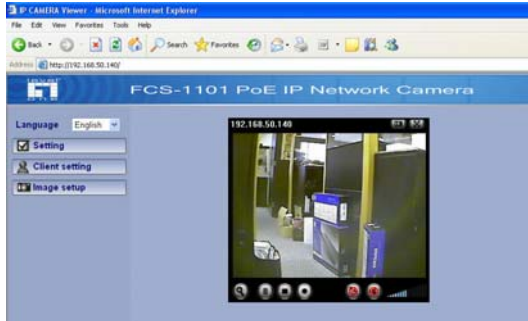 IP CAMERA Viewer - Microsoft Internet Explorer
File Edit View Favorites Tools Help
Back Search Favorites
Address http://192.168.50.140/
level one
FCS-1101 PoE IP Network Camera
Language English
192.168.50.140
Setting
Client setting
Image setup